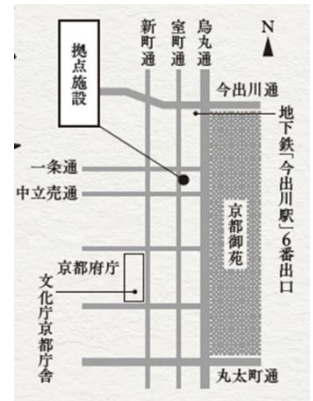 拠点施設
新町通
室町通
烏丸通
N
今出川通
地下鉄「今出川駅」6番出口
一条通
中立売通
京都御苑
京都府庁
文化庁京都庁舎
丸太町通